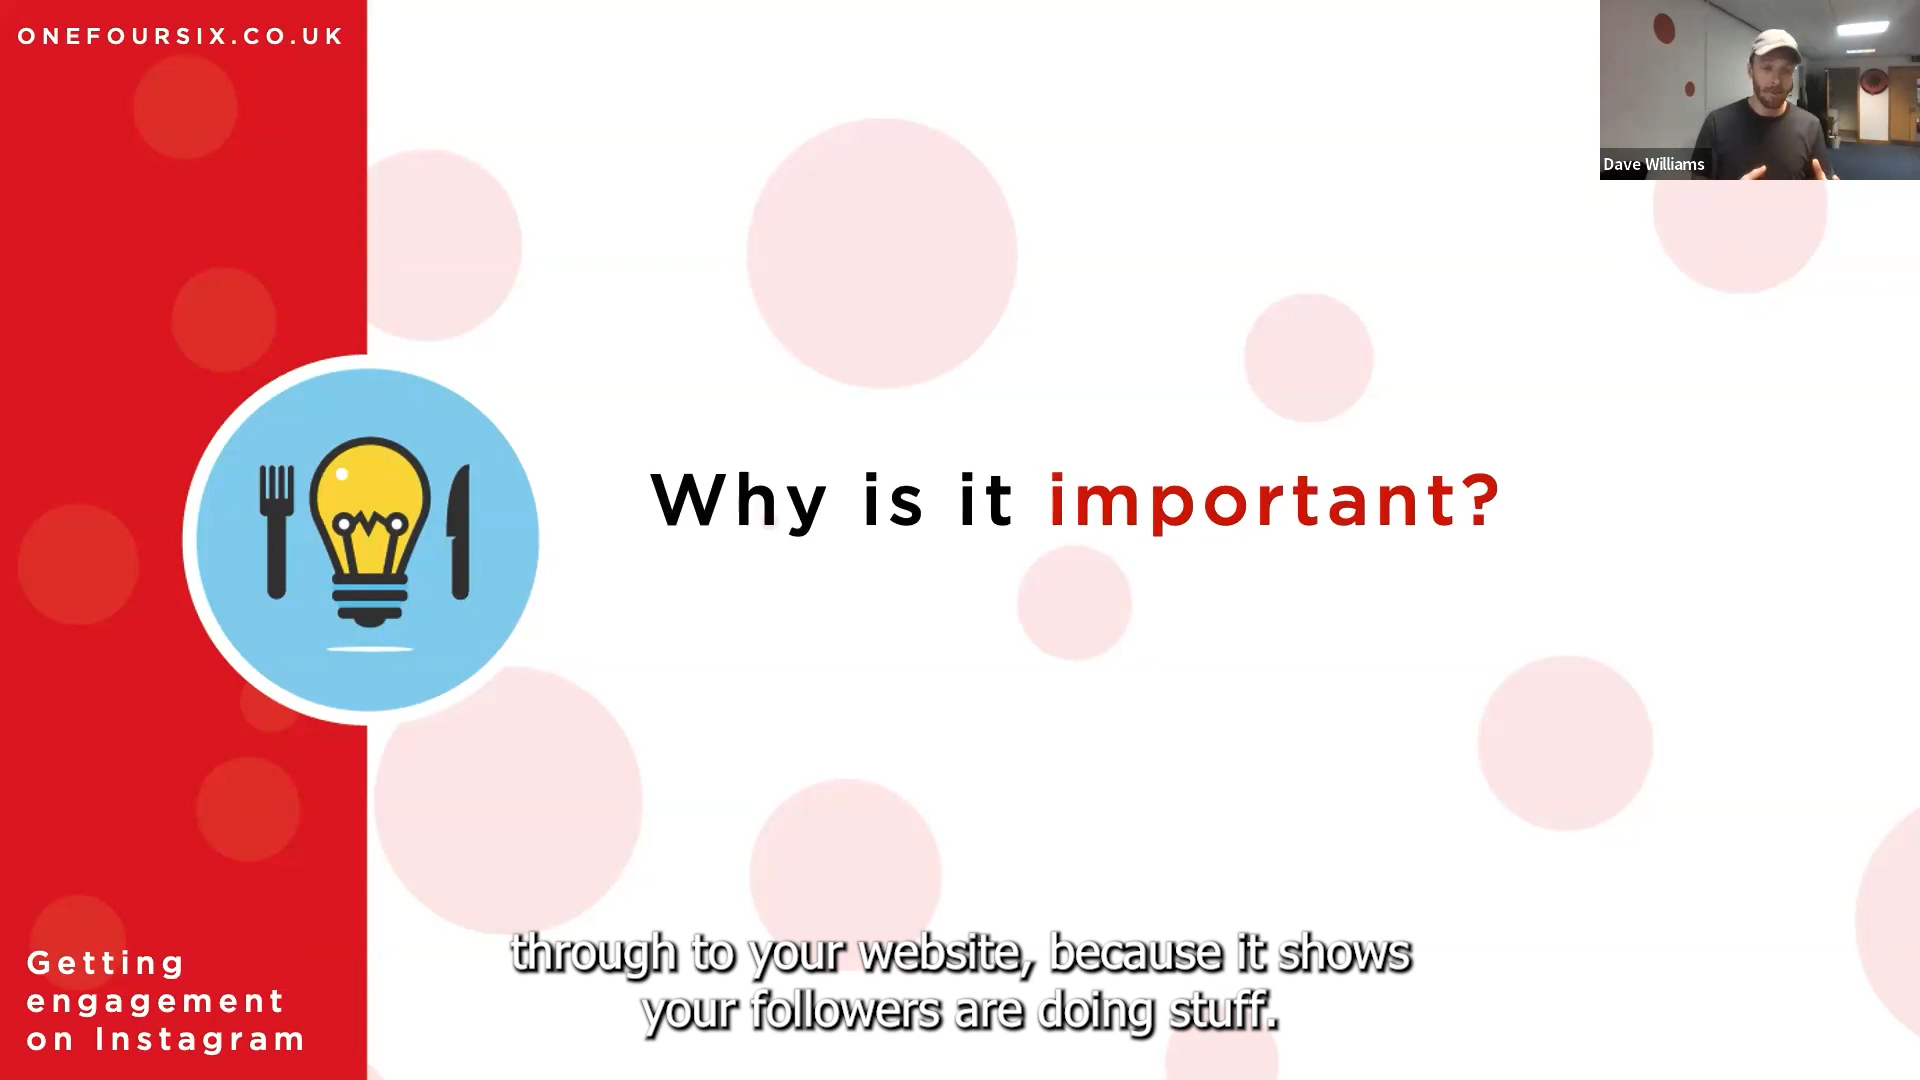 ONEFOURSIX.CO.UK
Dave Williams
Why is it important?
through to your website, because it shows
your followers are doing stuff.
Getting
engagement
on Instagram